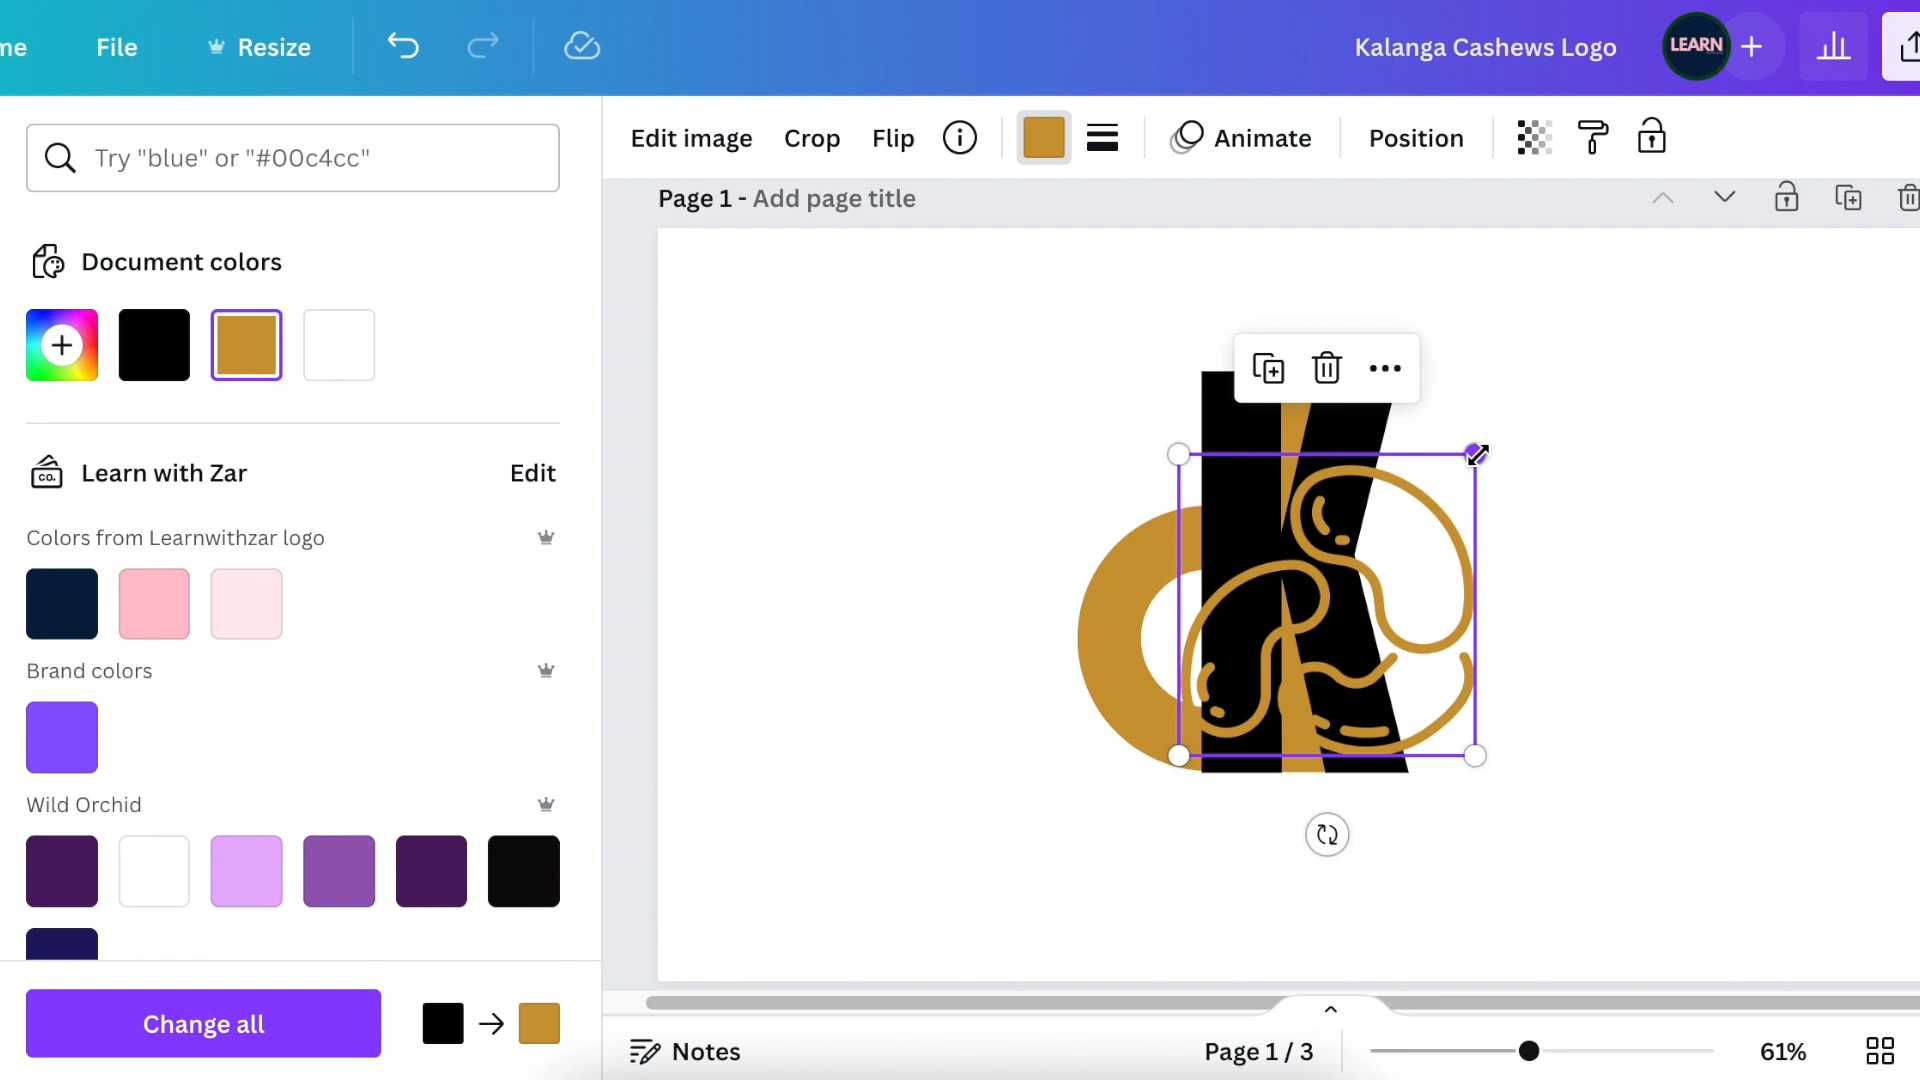 me File Resize Kalanga Cashews Logo LEARN
Try "blue" or "#00c4cc"
Edit image Crop Flip Animate Position
Page 1 - Add page title
Document colors
co. Learn with Zar Edit
Colors from Learnwithzar logo
Brand colors
Wild Orchid
Change all
Notes Page 1 / 3 61%